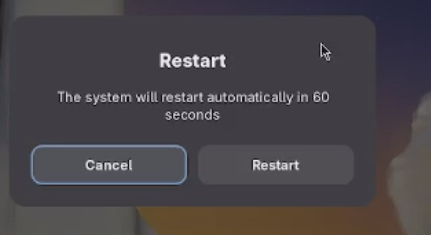 Restart
The system will restart automatically in 60
seconds
Cancel
Restart